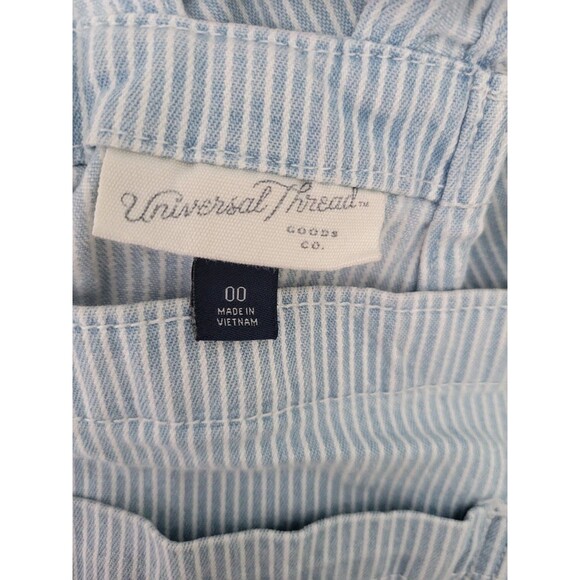 Universal Thread™
GOODS
CO.
00
MADE IN
VIETNAM